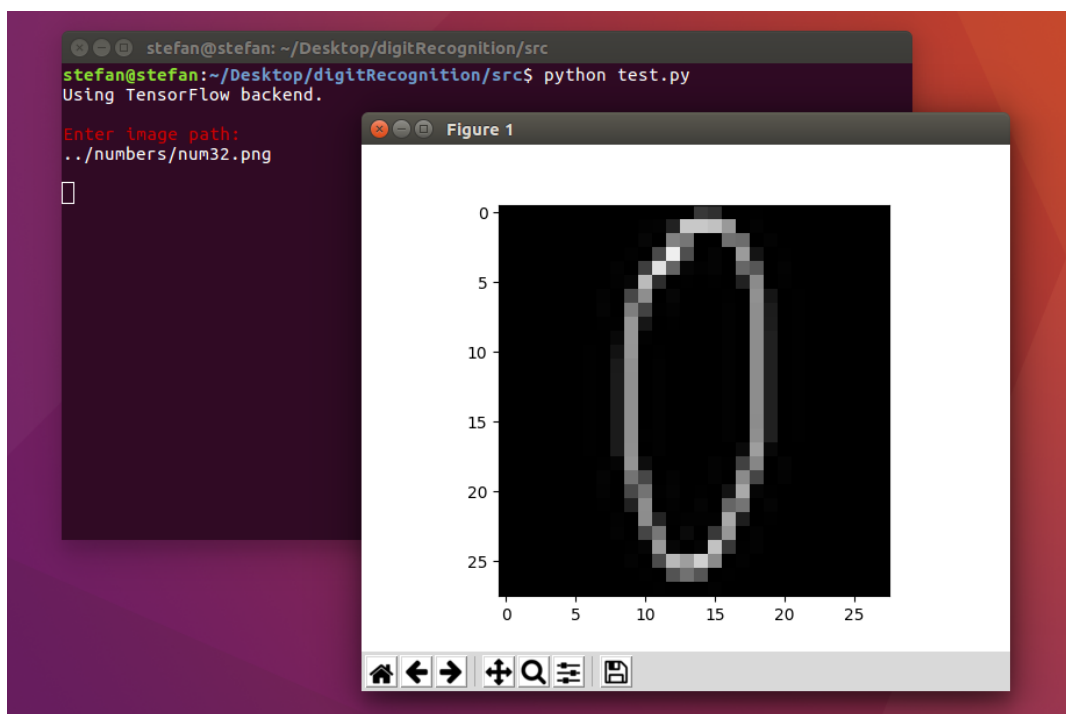 stefan@stefan: ~/Desktop/digitRecognition/src
stefan@stefan:~/Desktop/digitRecognition/src$ python test.py
Using TensorFlow backend.
Enter image path:
../numbers/num32.png
Figure 1
0
5
10
15
20
25
0 5 10 15 20 25